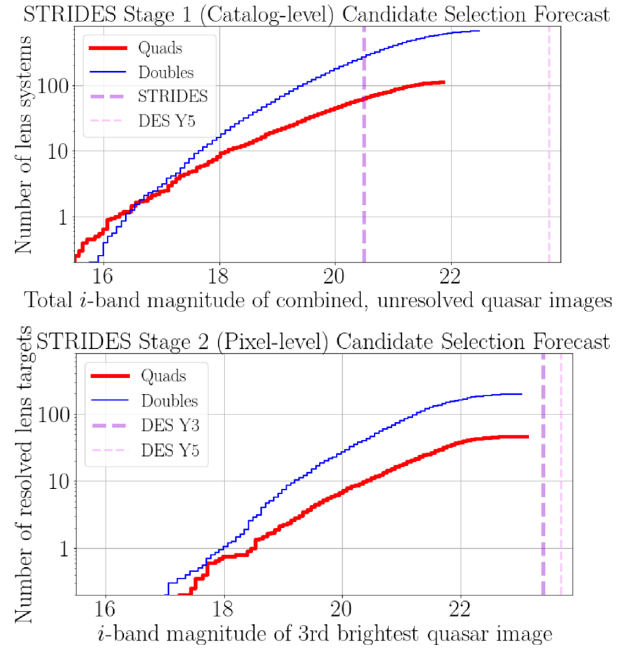 STRIDES Stage 1 (Catalog-level) Candidate Selection Forecast
Quads
Doubles
STRIDES
DES Y5
100
10
1
Number of lens systems
16
18
20
22
Total i-band magnitude of combined, unresolved quasar images
STRIDES Stage 2 (Pixel-level) Candidate Selection Forecast
Quads
Doubles
DES Y3
DES Y5
100
10
1
Number of resolved lens targets
16
18
20
22
i-band magnitude of 3rd brightest quasar image